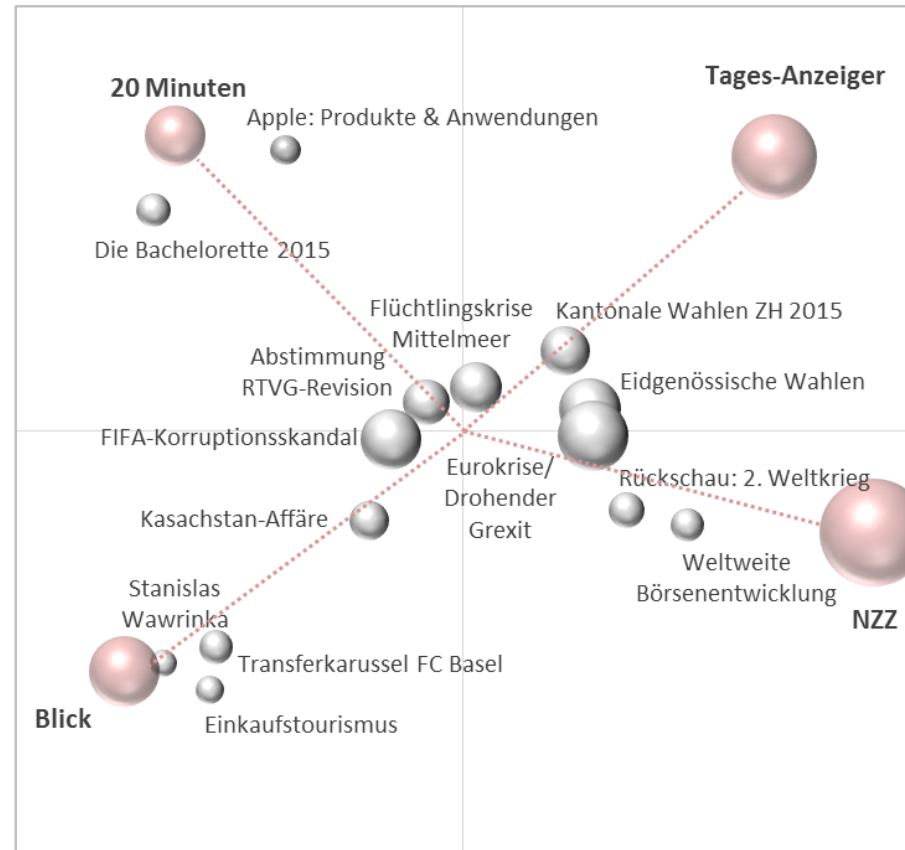 20 Minuten
Tages-Anzeiger
Apple: Produkte & Anwendungen
Die Bachelorette 2015
Flüchtlingskrise
Mittelmeer
Kantonale Wahlen ZH 2015
Abstimmung
RTVG-Revision
Eidgenössische Wahlen
FIFA-Korruptionsskandal
Eurokrise/
Drohender
Grexit
Rückschau: 2. Weltkrieg
Kasachstan-Affäre
Weltweite
Börsenentwicklung
NZZ
Stanislas
Wawrinka
Transferkarussel FC Basel
Blick
Einkaufstourismus